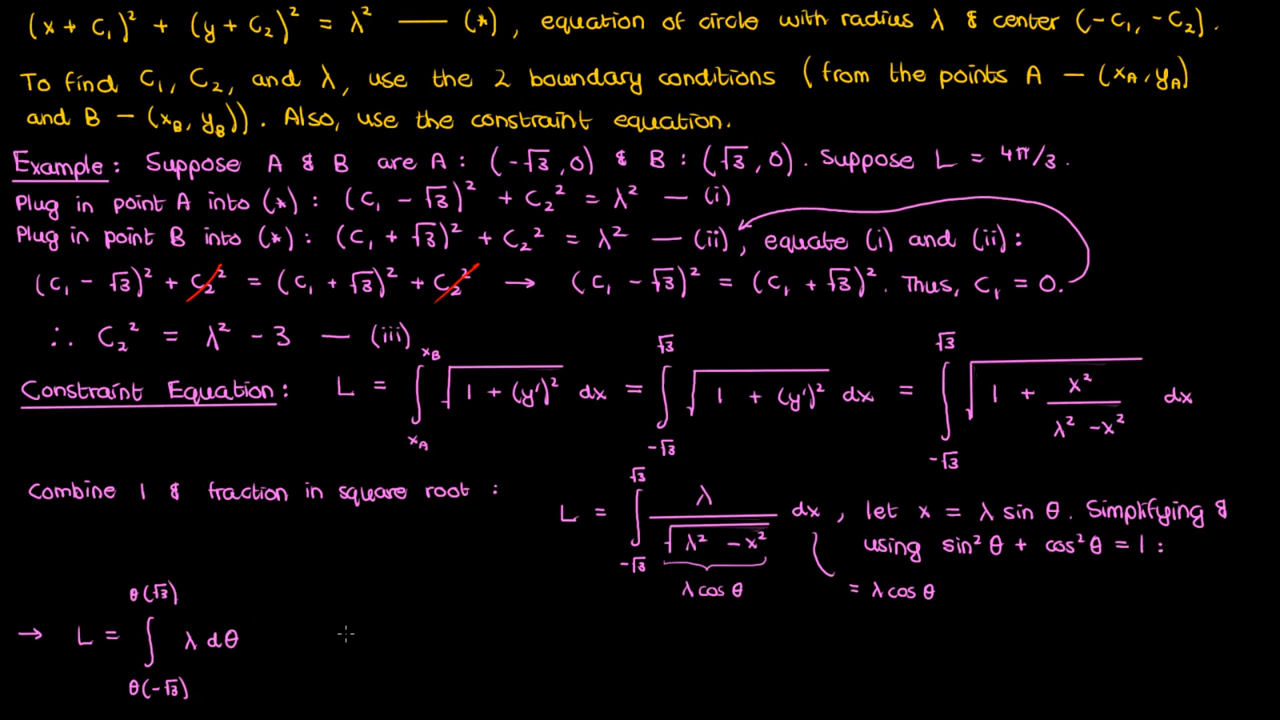 (x + C₁)² + (y + C₂)² = λ² — (*), equation of circle with radius λ & center (-C₁, -C₂).
To find C₁, C₂, and λ, use the 2 boundary conditions (from the points A - (x_A, y_A)
and B - (x_B, y_B)). Also, use the constraint equation.
Example: Suppose A & B are A: (-√3, 0) & B: (√3, 0). Suppose L = 4π/3.
Plug in point A into (*): (C₁ - √3)² + C₂² = λ² — (i)
Plug in point B into (*): (C₁ + √3)² + C₂² = λ² — (ii), equate (i) and (ii):
(C₁ - √3)² + C₂² = (C₁ + √3)² + C₂² → (C₁ - √3)² = (C₁ + √3)². Thus, C₁ = 0.
∴ C₂² = λ² - 3 — (iii)
Constraint Equation: L = ∫_{x_A}^{x_B} √(1 + (y')²) dx = ∫_{-√3}^{√3} √(1 + (y')²) dx = ∫_{-√3}^{√3} √(1 + x²/(λ² - x²)) dx
Combine 1 & fraction in square root: L = ∫_{-√3}^{√3} λ/√(λ² - x²) dx, let x = λ sin θ. Simplifying &
using sin² θ + cos² θ = 1:
λ cos θ = λ cos θ
→ L = ∫_{θ(-√3)}^{θ(√3)} λ dθ